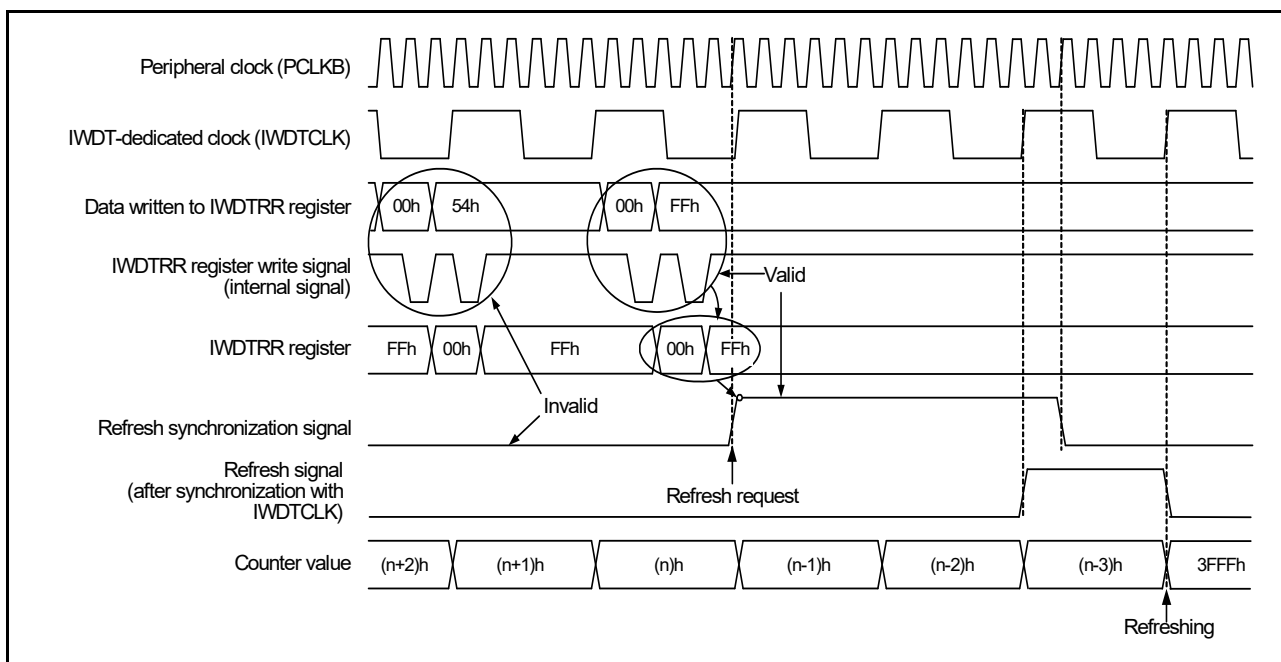 Peripheral clock (PCLKB)
IWDT-dedicated clock (IWDTCLK)
Data written to IWDTRR register
00h 54h 00h FFh
IWDTRR register write signal
(internal signal)
Valid
IWDTRR register
FFh 00h FFh 00h FFh
Invalid
Refresh synchronization signal
Refresh signal
(after synchronization with
IWDTCLK)
Refresh request
Counter value
(n+2)h (n+1)h (n)h (n-1)h (n-2)h (n-3)h 3FFFh
Refreshing